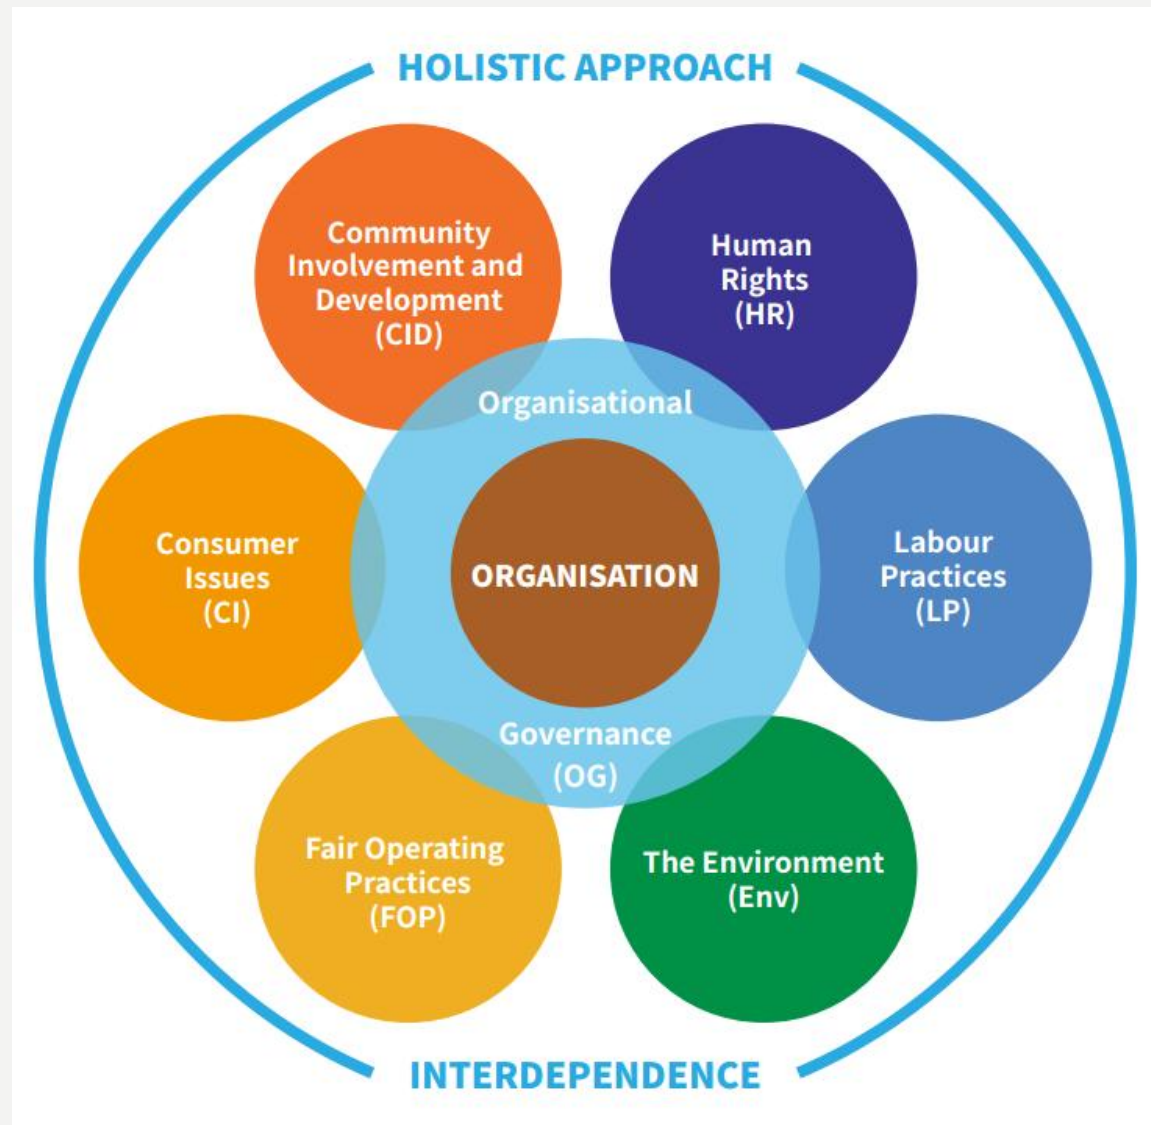 HOLISTIC APPROACH
Community
Involvement and
Development
(CID)
Human
Rights
(HR)
Organisational
Consumer
Issues
(CI)
ORGANISATION
Labour
Practices
(LP)
Governance
(OG)
Fair Operating
Practices
(FOP)
The Environment
(Env)
INTERDEPENDENCE